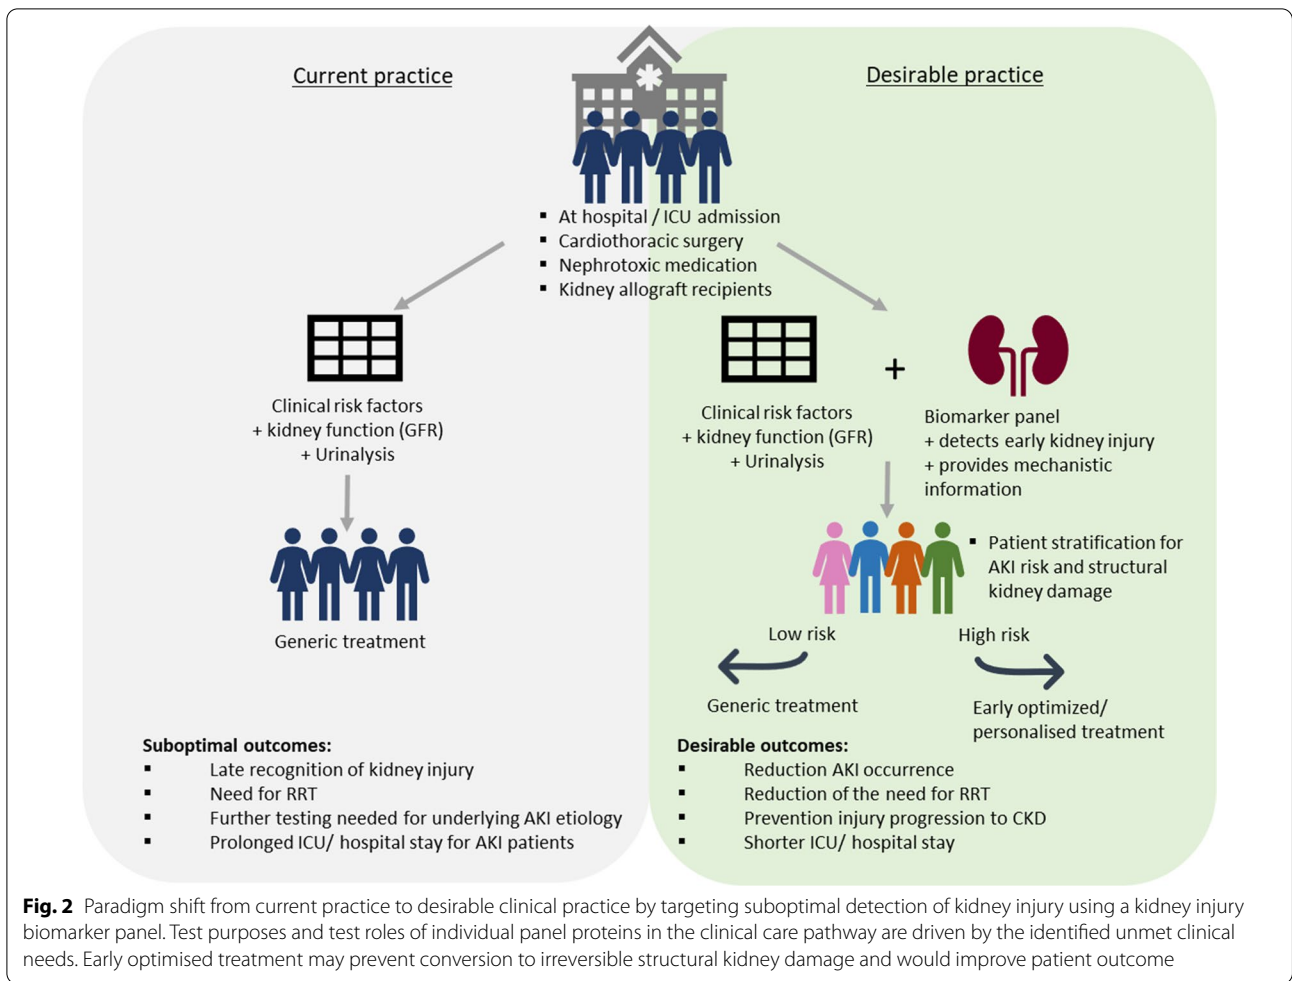 Current practice
Desirable practice
▪ At hospital / ICU admission
▪ Cardiothoracic surgery
▪ Nephrotoxic medication
▪ Kidney allograft recipients
Clinical risk factors
+ kidney function (GFR)
+ Urinalysis
Generic treatment
Suboptimal outcomes:
▪ Late recognition of kidney injury
▪ Need for RRT
▪ Further testing needed for underlying AKI etiology
▪ Prolonged ICU/ hospital stay for AKI patients
Clinical risk factors
+ kidney function (GFR)
+ Urinalysis
+
Biomarker panel
+ detects early kidney injury
+ provides mechanistic
information
▪ Patient stratification for
AKI risk and structural
kidney damage
Low risk
High risk
Generic treatment
Early optimized/
personalised treatment
Desirable outcomes:
▪ Reduction AKI occurrence
▪ Reduction of the need for RRT
▪ Prevention injury progression to CKD
▪ Shorter ICU/ hospital stay
Fig. 2 Paradigm shift from current practice to desirable clinical practice by targeting suboptimal detection of kidney injury using a kidney injury
biomarker panel. Test purposes and test roles of individual panel proteins in the clinical care pathway are driven by the identified unmet clinical
needs. Early optimised treatment may prevent conversion to irreversible structural kidney damage and would improve patient outcome